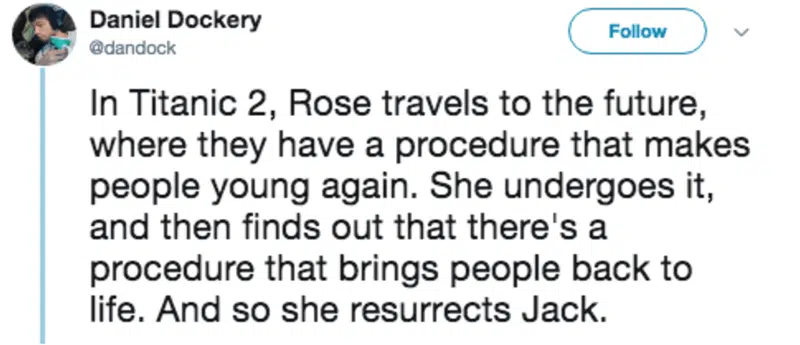 Daniel Dockery
@dandock
Follow
In Titanic 2, Rose travels to the future,
where they have a procedure that makes
people young again. She undergoes it,
and then finds out that there's a
procedure that brings people back to
life. And so she resurrects Jack.